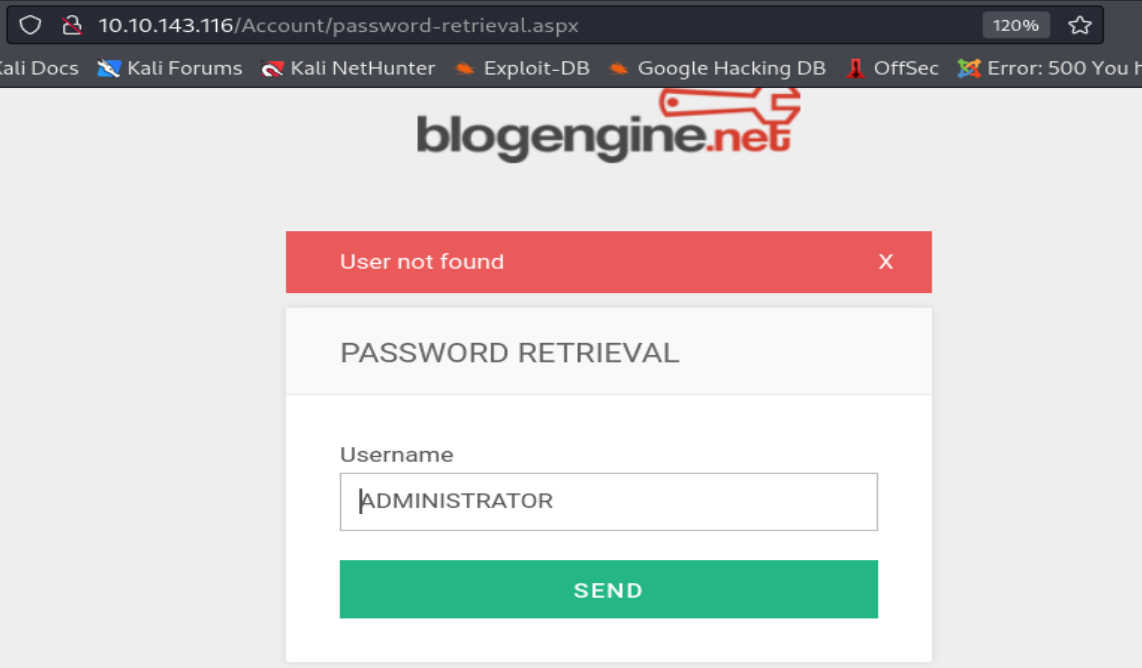 10.10.143.116/Account/password-retrieval.aspx 120%
Kali Docs Kali Forums Kali NetHunter Exploit-DB Google Hacking DB OffSec Error: 500 You h
blogengine.net
User not found X
PASSWORD RETRIEVAL
Username
ADMINISTRATOR
SEND